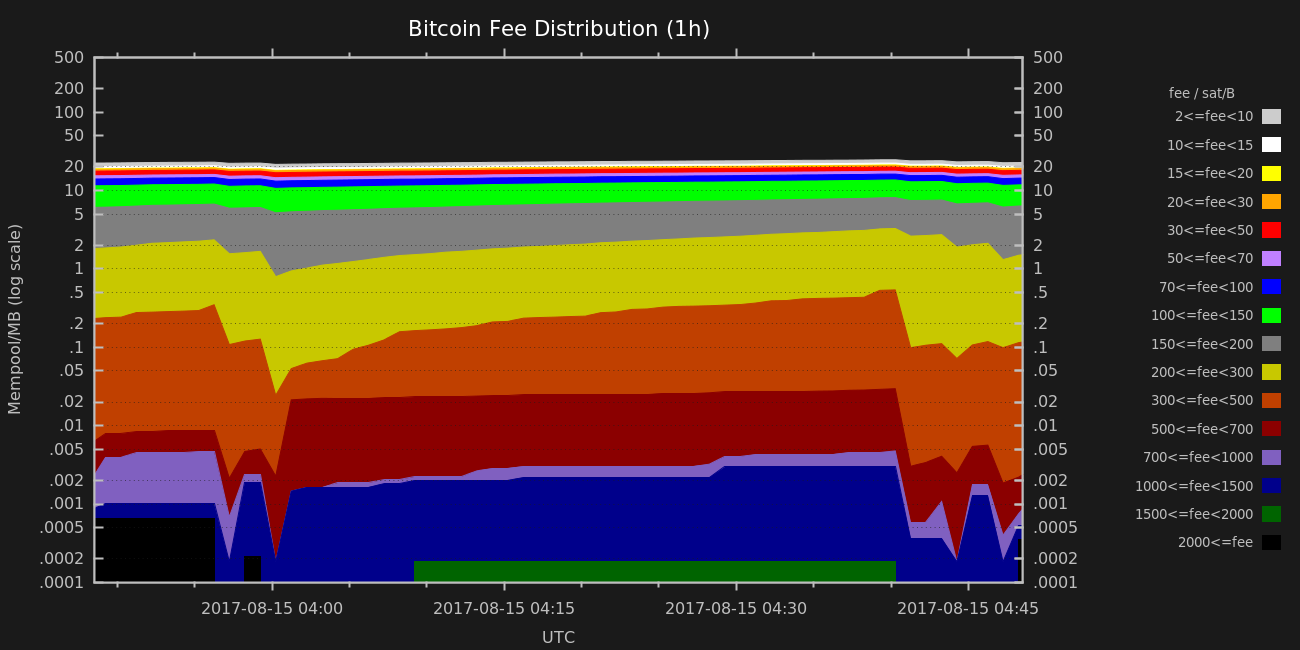 Bitcoin Fee Distribution (1h)
500 500
200 200
100 100
50 50
20 20
10 10
5 5
2 2
1 1
.5 .5
.2 .2
.1 .1
.05 .05
.02 .02
.01 .01
.005 .005
.002 .002
.001 .001
.0005 .0005
.0002 .0002
.0001 .0001
Mempool/MB (log scale)
2017-08-15 04:00 2017-08-15 04:15 2017-08-15 04:30 2017-08-15 04:45
UTC
fee / sat/B
2<=fee<10
10<=fee<15
15<=fee<20
20<=fee<30
30<=fee<50
50<=fee<70
70<=fee<100
100<=fee<150
150<=fee<200
200<=fee<300
300<=fee<500
500<=fee<700
700<=fee<1000
1000<=fee<1500
1500<=fee<2000
2000<=fee